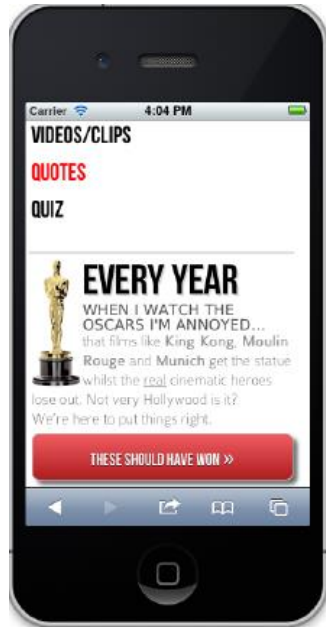 Carrier 4:04 PM
VIDEOS/CLIPS
QUOTES
QUIZ
EVERY YEAR
WHEN I WATCH THE
OSCARS I'M ANNOYED...
that films like King Kong, Moulin
Rouge and Munich get the statue
whilst the real cinematic heroes
lose out. Not very Hollywood is it?
We're here to put things right.
THESE SHOULD HAVE WON »